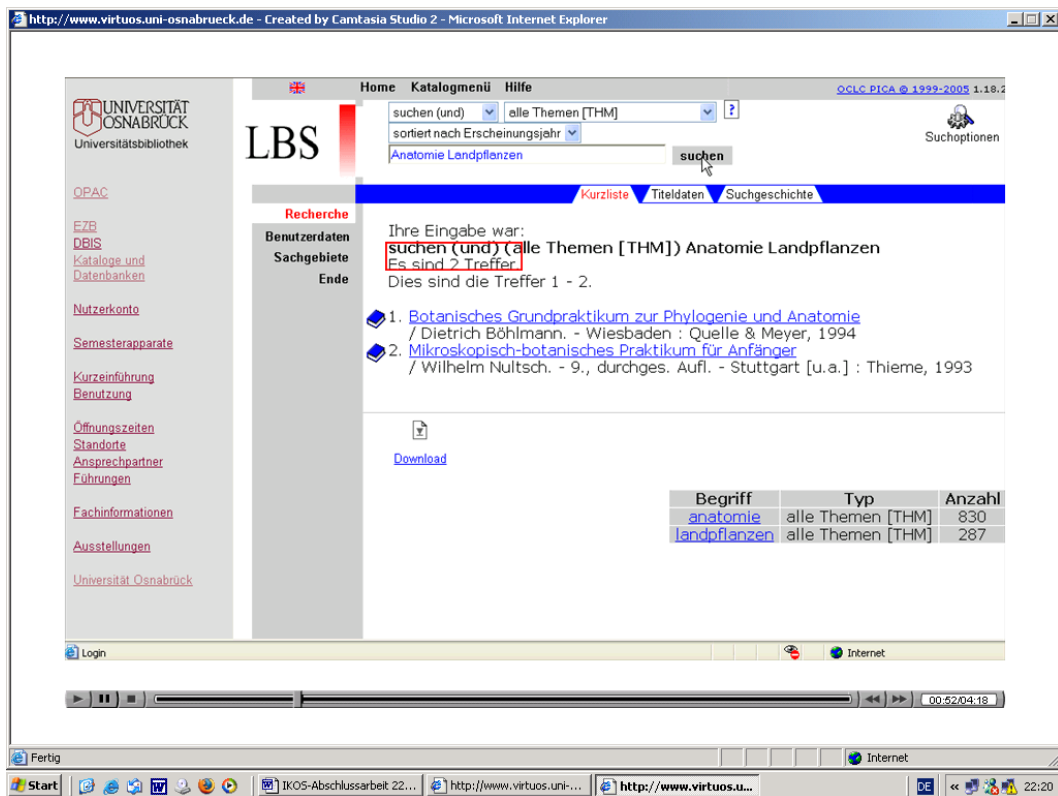 http://www.virtuos.uni-osnabrueck.de - Created by Camtasia Studio 2 - Microsoft Internet Explorer
Home Katalogmenü Hilfe
OCLC PICA @ 1999-2005 1.18.2
UNIVERSITÄT
OSNABRÜCK
Universitätsbibliothek
LBS
suchen (und) alle Themen [THM] ?
sortiert nach Erscheinungsjahr
Anatomie Landpflanzen suchen
Suchoptionen
OPAC
EZB
DBIS
Kataloge und
Datenbanken
Nutzerkonto
Semesterapparate
Kurzeinführung
Benutzung
Öffnungszeiten
Standorte
Ansprechpartner
Führungen
Fachinformationen
Ausstellungen
Universität Osnabrück
Recherche
Benutzerdaten
Sachgebiete
Ende
Kurzliste Titeldaten Suchgeschichte
Ihre Eingabe war:
suchen (und) (alle Themen [THM]) Anatomie Landpflanzen
Es sind 2 Treffer.
Dies sind die Treffer 1 - 2.
1. Botanisches Grundpraktikum zur Phylogenie und Anatomie
/ Dietrich Böhlmann. - Wiesbaden : Quelle & Meyer, 1994
2. Mikroskopisch-botanisches Praktikum für Anfänger
/ Wilhelm Nultsch. - 9., durchges. Aufl. - Stuttgart [u.a.] : Thieme, 1993
Download
Begriff Typ Anzahl
anatomie alle Themen [THM] 830
landpflanzen alle Themen [THM] 287
Login Internet
00:52/04:18
Fertig Internet
Start IKOS-Abschlussarbeit 22... http://www.virtuos.uni-... http://www.virtuos.u... DE « 22:20